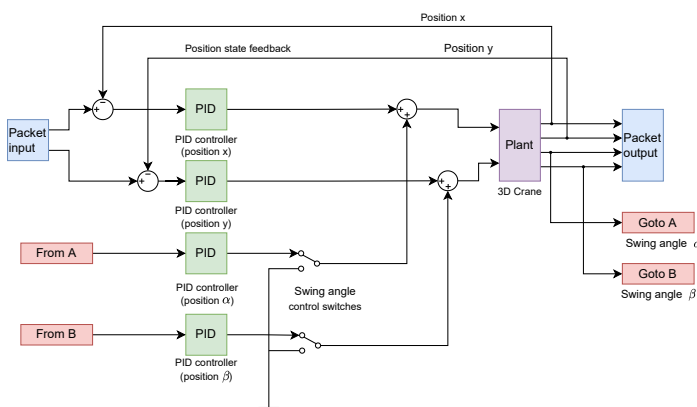 Position x
Position state feedback
Position y
Packet
input
PID
PID controller
(position x)
PID
PID controller
(position y)
Plant
3D Crane
Packet
output
From A
PID
PID controller
(position α)
Swing angle
control switches
Goto A
Swing angle
Goto B
Swing angle β
From B
PID
PID controller
(position β)